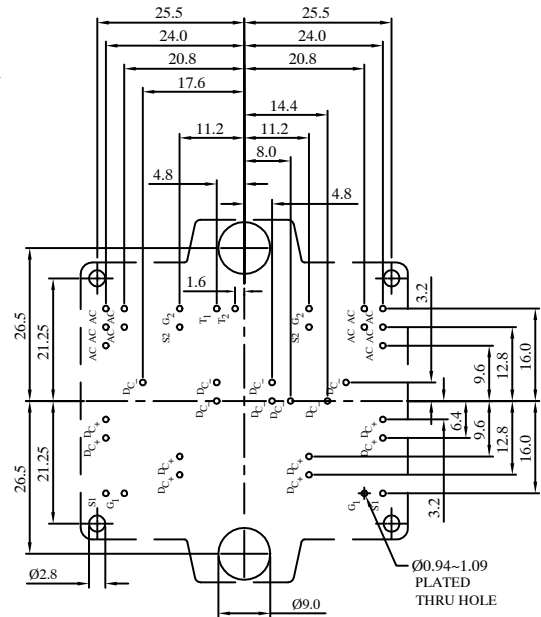 25.5 25.5
24.0 24.0
20.8 20.8
17.6 14.4
11.2 11.2
8.0
4.8 4.8
1.6
26.5 21.25
3.2
AC AC G2 T1 T2 G2 AC AC
AC AC S2 S2 AC AC
AC AC
9.6 12.8 16.0
DC- DC-
DC- DC- DC- DC-
DC+ DC+
DC+ DC+
DC+ DC+
DC+ DC+
6.4 9.6 12.8 16.0
3.2
26.5 21.25
S1 G1 G1 S1
Ø2.8
Ø9.0
Ø0.94~1.09
PLATED
THRU HOLE